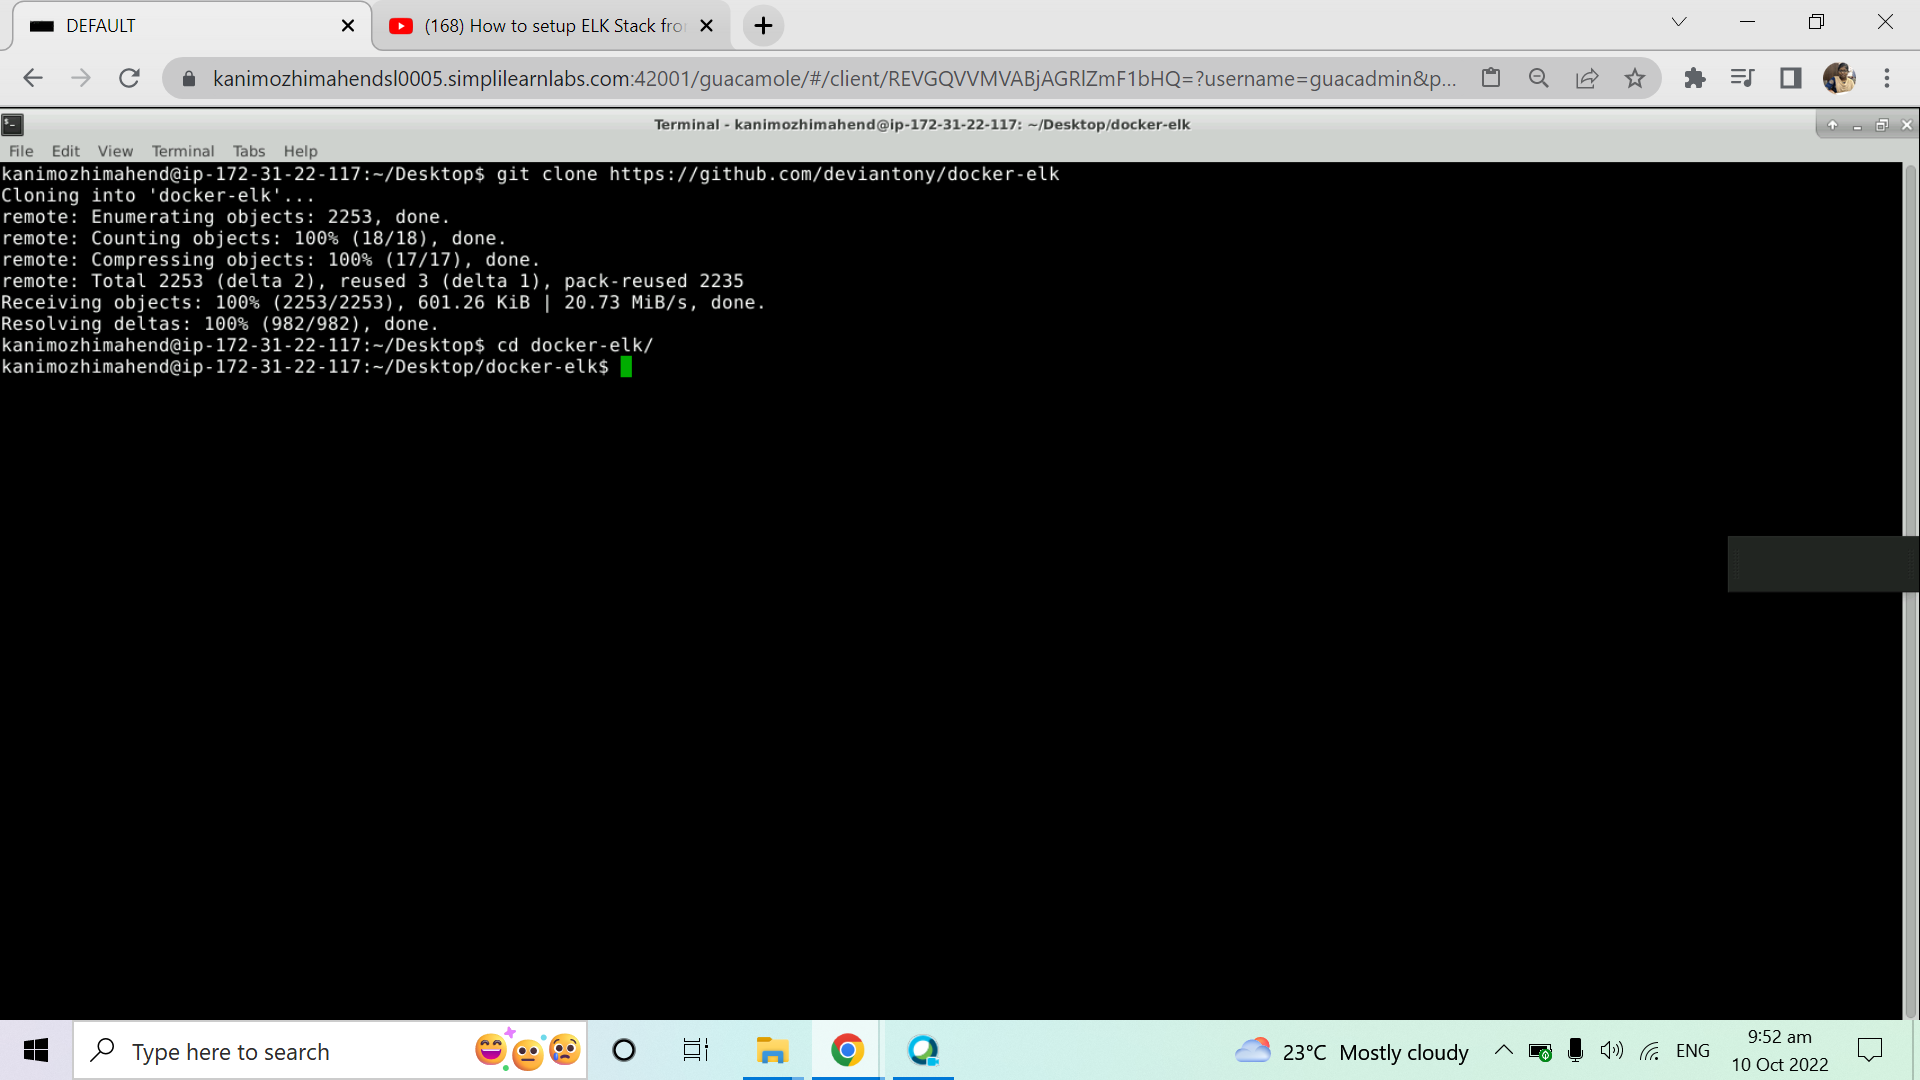 DEFAULT
(168) How to setup ELK Stack fro
kanimozhimahendsl0005.simplilearnlabs.com:42001/guacamole/#/client/REVGQVVMVABjAGRlZmF1bHQ=?username=guacadmin&p...
Terminal - kanimozhimahend@ip-172-31-22-117: ~/Desktop/docker-elk
File Edit View Terminal Tabs Help
kanimozhimahend@ip-172-31-22-117:~/Desktop$ git clone https://github.com/deviantony/docker-elk
Cloning into 'docker-elk'...
remote: Enumerating objects: 2253, done.
remote: Counting objects: 100% (18/18), done.
remote: Compressing objects: 100% (17/17), done.
remote: Total 2253 (delta 2), reused 3 (delta 1), pack-reused 2235
Receiving objects: 100% (2253/2253), 601.26 KiB | 20.73 MiB/s, done.
Resolving deltas: 100% (982/982), done.
kanimozhimahend@ip-172-31-22-117:~/Desktop$ cd docker-elk/
kanimozhimahend@ip-172-31-22-117:~/Desktop/docker-elk$
Type here to search
23°C Mostly cloudy
ENG
9:52 am
10 Oct 2022